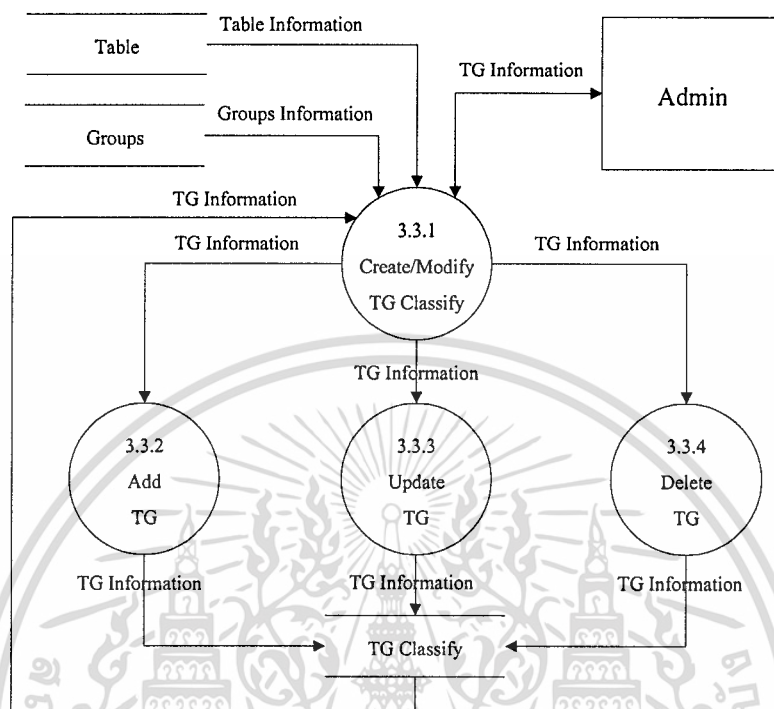 Table Information
Table
TG Information
Admin
Groups Information
Groups
TG Information
3.3.1
Create/Modify
TG Classify
TG Information
TG Information
TG Information
3.3.2
Add
TG
3.3.3
Update
TG
3.3.4
Delete
TG
TG Information
TG Information
TG Information
TG Classify